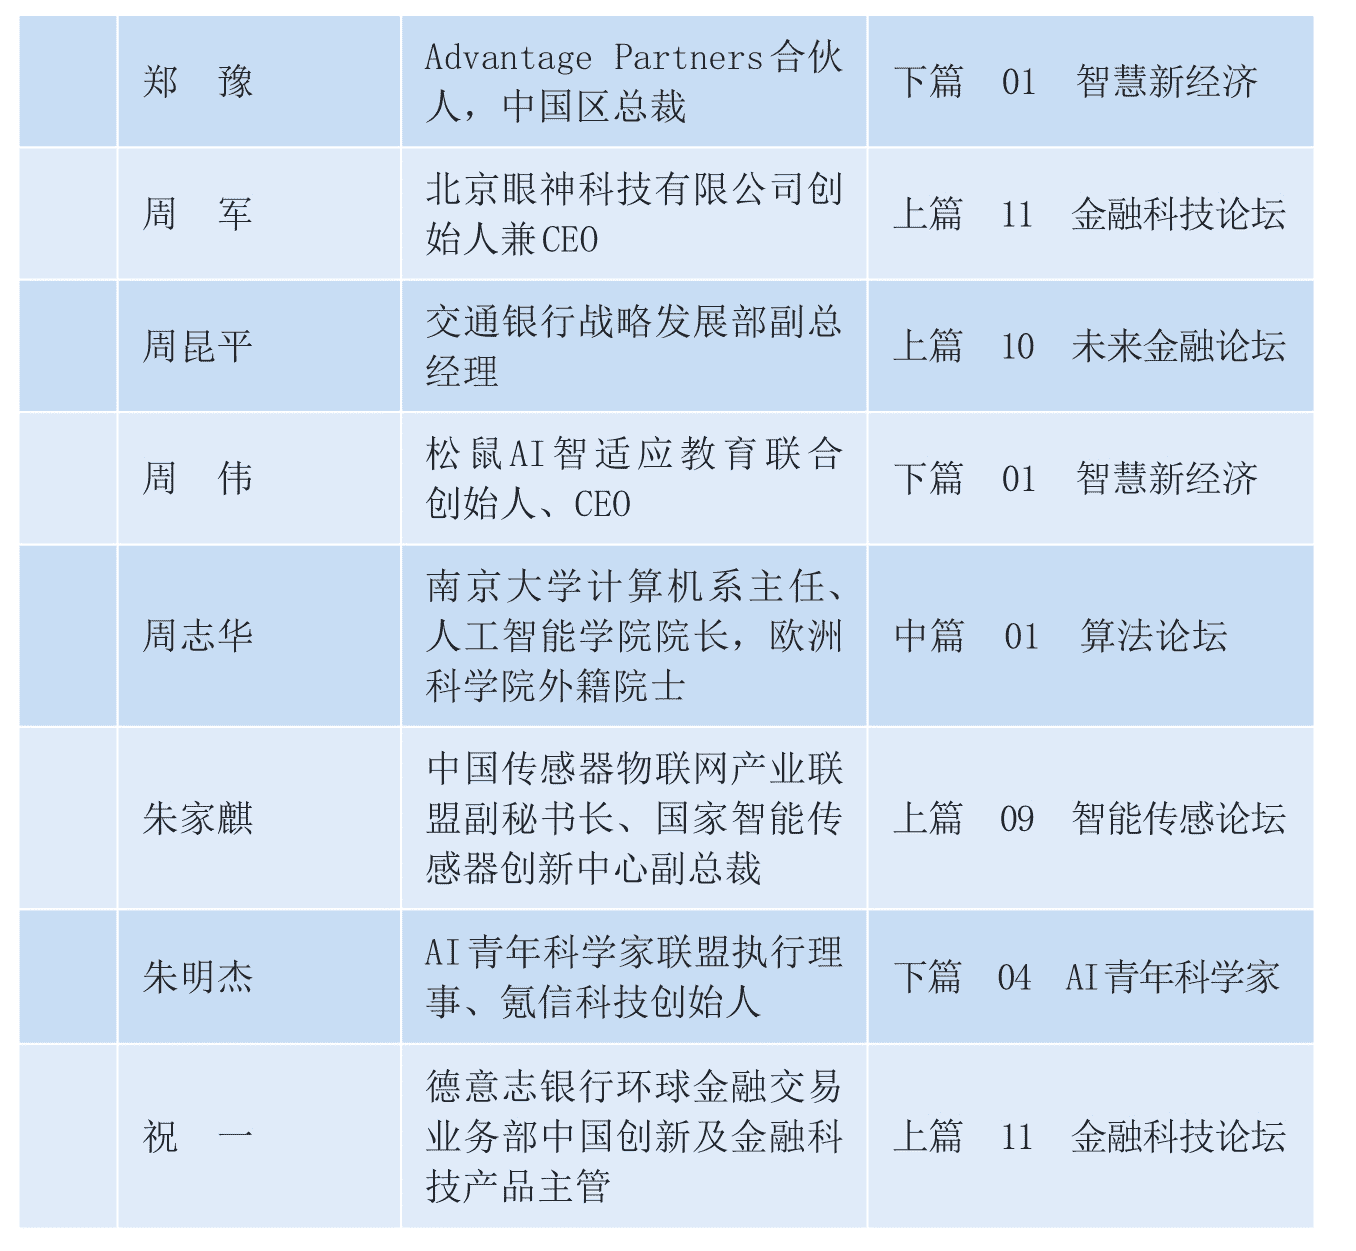 郑　豫
Advantage Partners合伙
人，中国区总裁
下篇　01　智慧新经济
周　军
北京眼神科技有限公司创
始人兼CEO
上篇　11　金融科技论坛
周昆平
交通银行战略发展部副总
经理
上篇　10　未来金融论坛
周　伟
松鼠AI智适应教育联合
创始人、CEO
下篇　01　智慧新经济
周志华
南京大学计算机系主任、
人工智能学院院长，欧洲
科学院外籍院士
中篇　01　算法论坛
朱家麒
中国传感器物联网产业联
盟副秘书长、国家智能传
感器创新中心副总裁
上篇　09　智能传感论坛
朱明杰
AI青年科学家联盟执行理
事、氪信科技创始人
下篇　04　AI青年科学家
祝　一
德意志银行环球金融交易
业务部中国创新及金融科
技产品主管
上篇　11　金融科技论坛